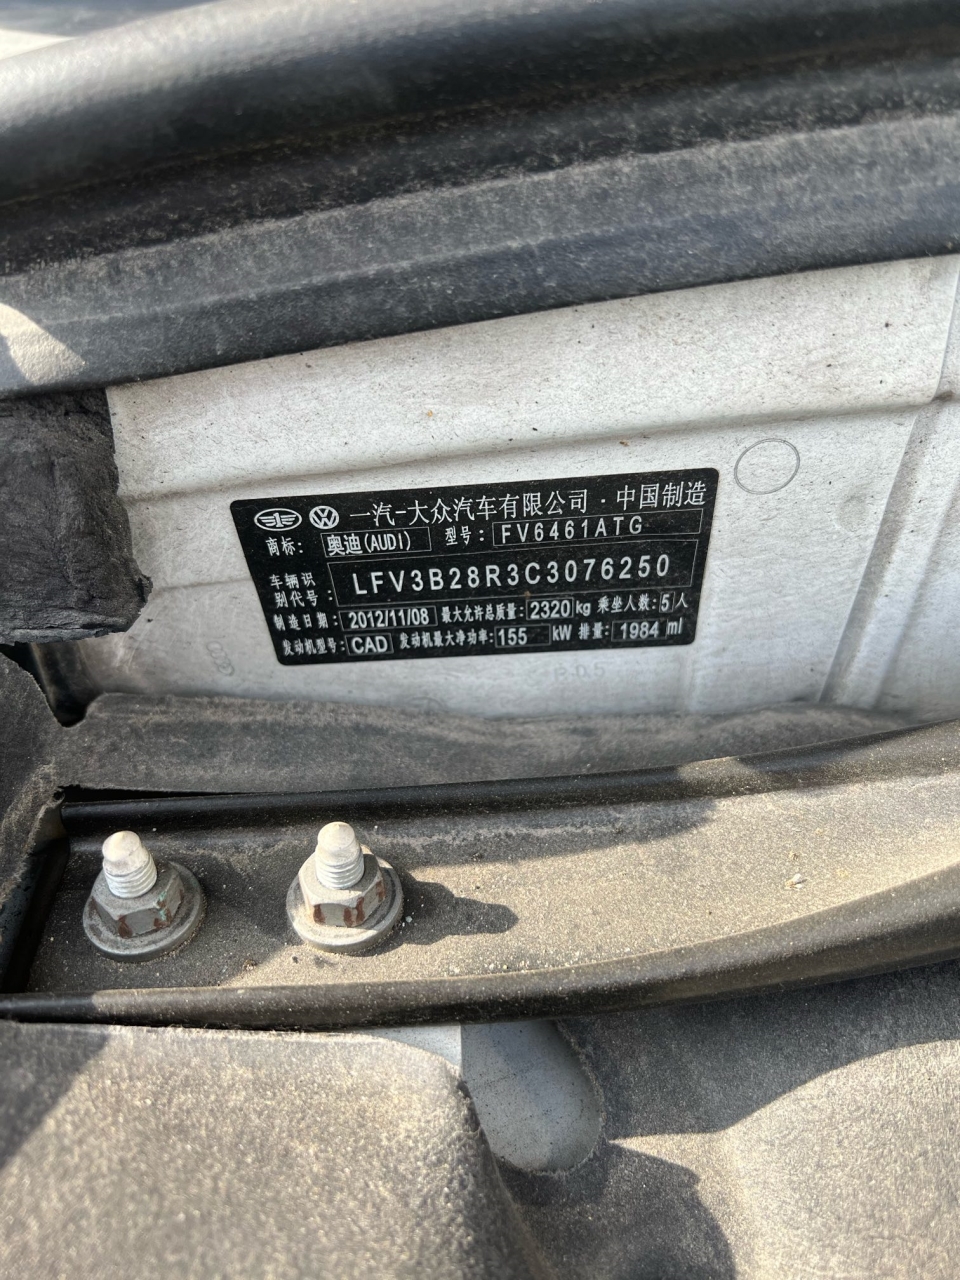 一汽-大众汽车有限公司·中国制造
商标: 奥迪(AUDI) 型号: FV6461ATG
车辆识别代号: LFV3B28R3C3076250
制造日期: 2012/11/08 最大允许总质量: 2320 kg 乘坐人数: 5 人
发动机型号: CAD 发动机最大净功率: 155 kW 排量: 1984 ml